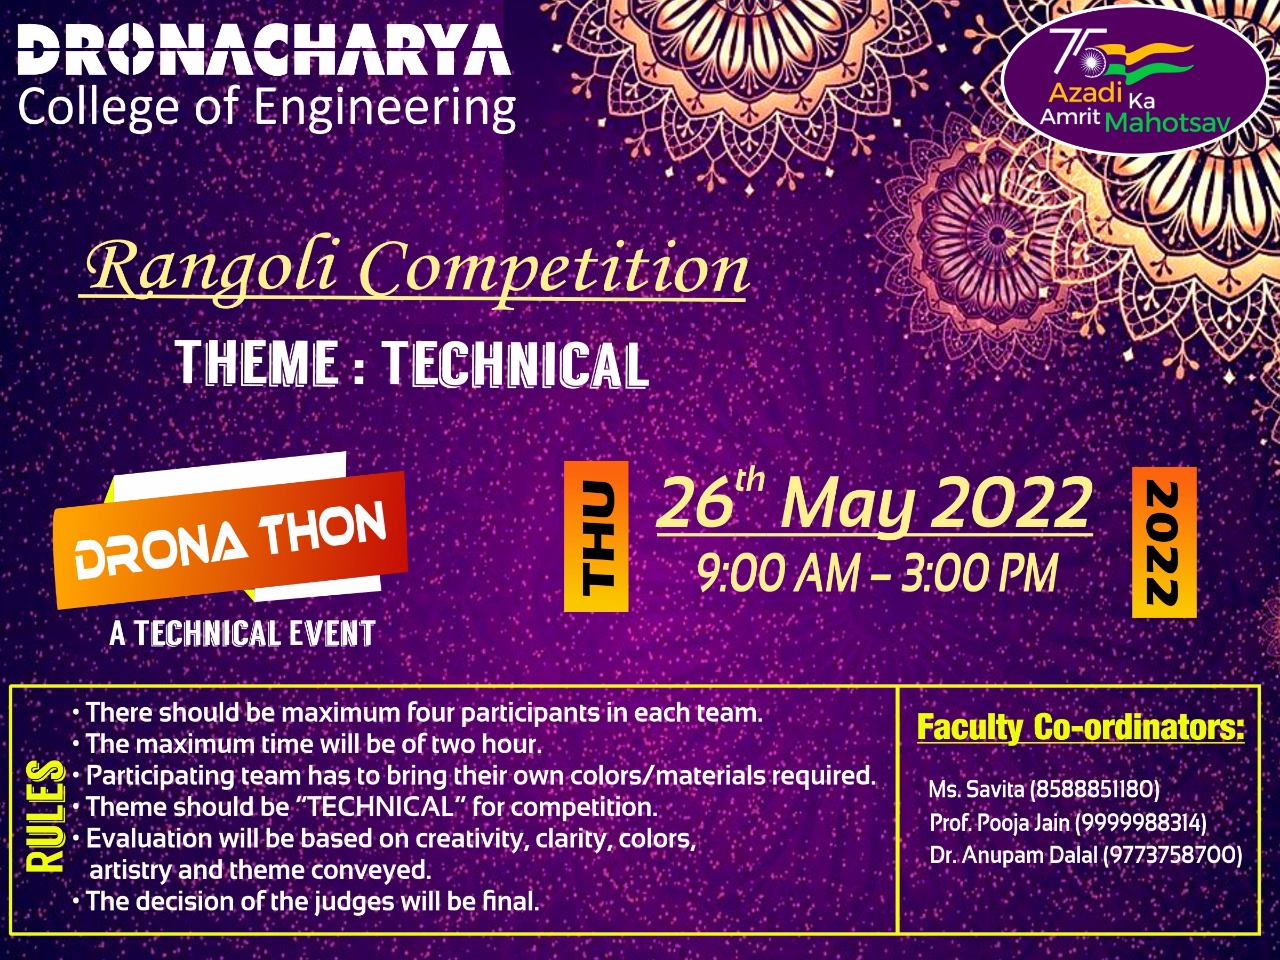 DRONACHARYA
College of Engineering
75
Azadi Ka
Amrit Mahotsav
Rangoli Competition
THEME : TECHNICAL
DRONA THON
A TECHNICAL EVENT
THU
26th May 2022
9:00 AM – 3:00 PM
2022
RULES
• There should be maximum four participants in each team.
• The maximum time will be of two hour.
• Participating team has to bring their own colors/materials required.
• Theme should be “TECHNICAL” for competition.
• Evaluation will be based on creativity, clarity, colors,
artistry and theme conveyed.
• The decision of the judges will be final.
Faculty Co-ordinators:
Ms. Savita (8588851180)
Prof. Pooja Jain (9999988314)
Dr. Anupam Dalal (9773758700)